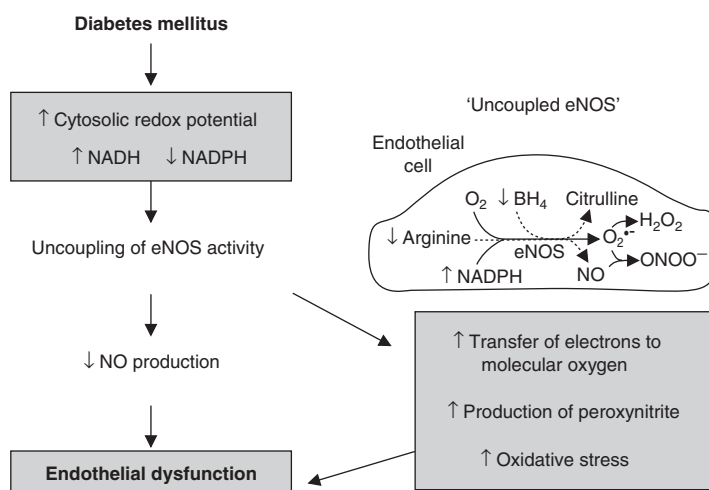 Diabetes mellitus
↑ Cytosolic redox potential
↑ NADH ↓ NADPH
Uncoupling of eNOS activity
↓ NO production
Endothelial dysfunction
'Uncoupled eNOS'
Endothelial
cell
O₂ ↓ BH₄ Citrulline
H₂O₂
↓ Arginine O₂•⁻
eNOS
↑ NADPH NO ONOO⁻
↑ Transfer of electrons to
molecular oxygen
↑ Production of peroxynitrite
↑ Oxidative stress